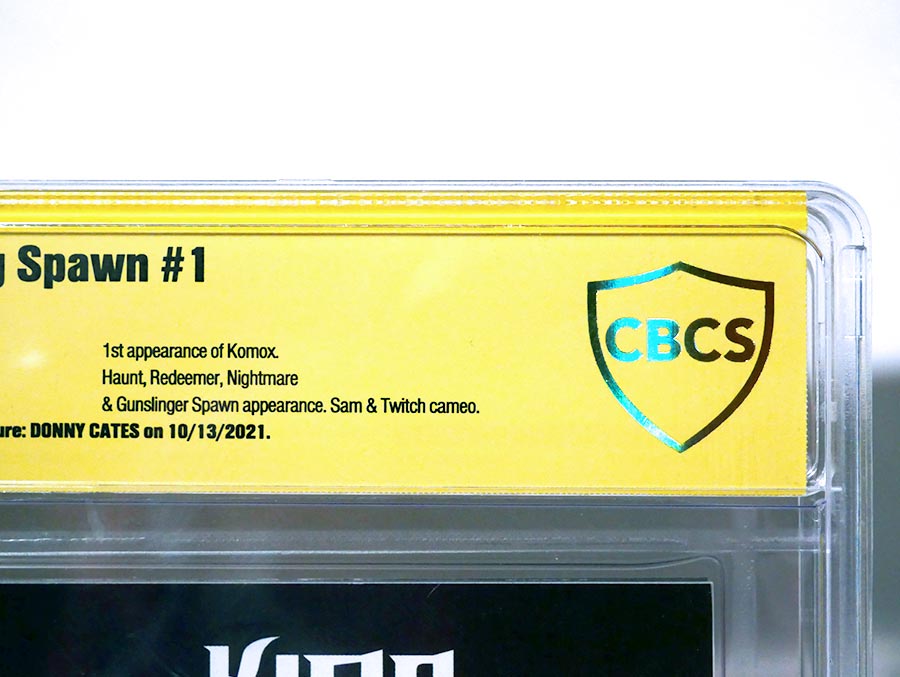 g Spawn #1
CBCS
1st appearance of Komox.
Haunt, Redeemer, Nightmare
& Gunslinger Spawn appearance. Sam & Twitch cameo.
ure: DONNY CATES on 10/13/2021.
KING